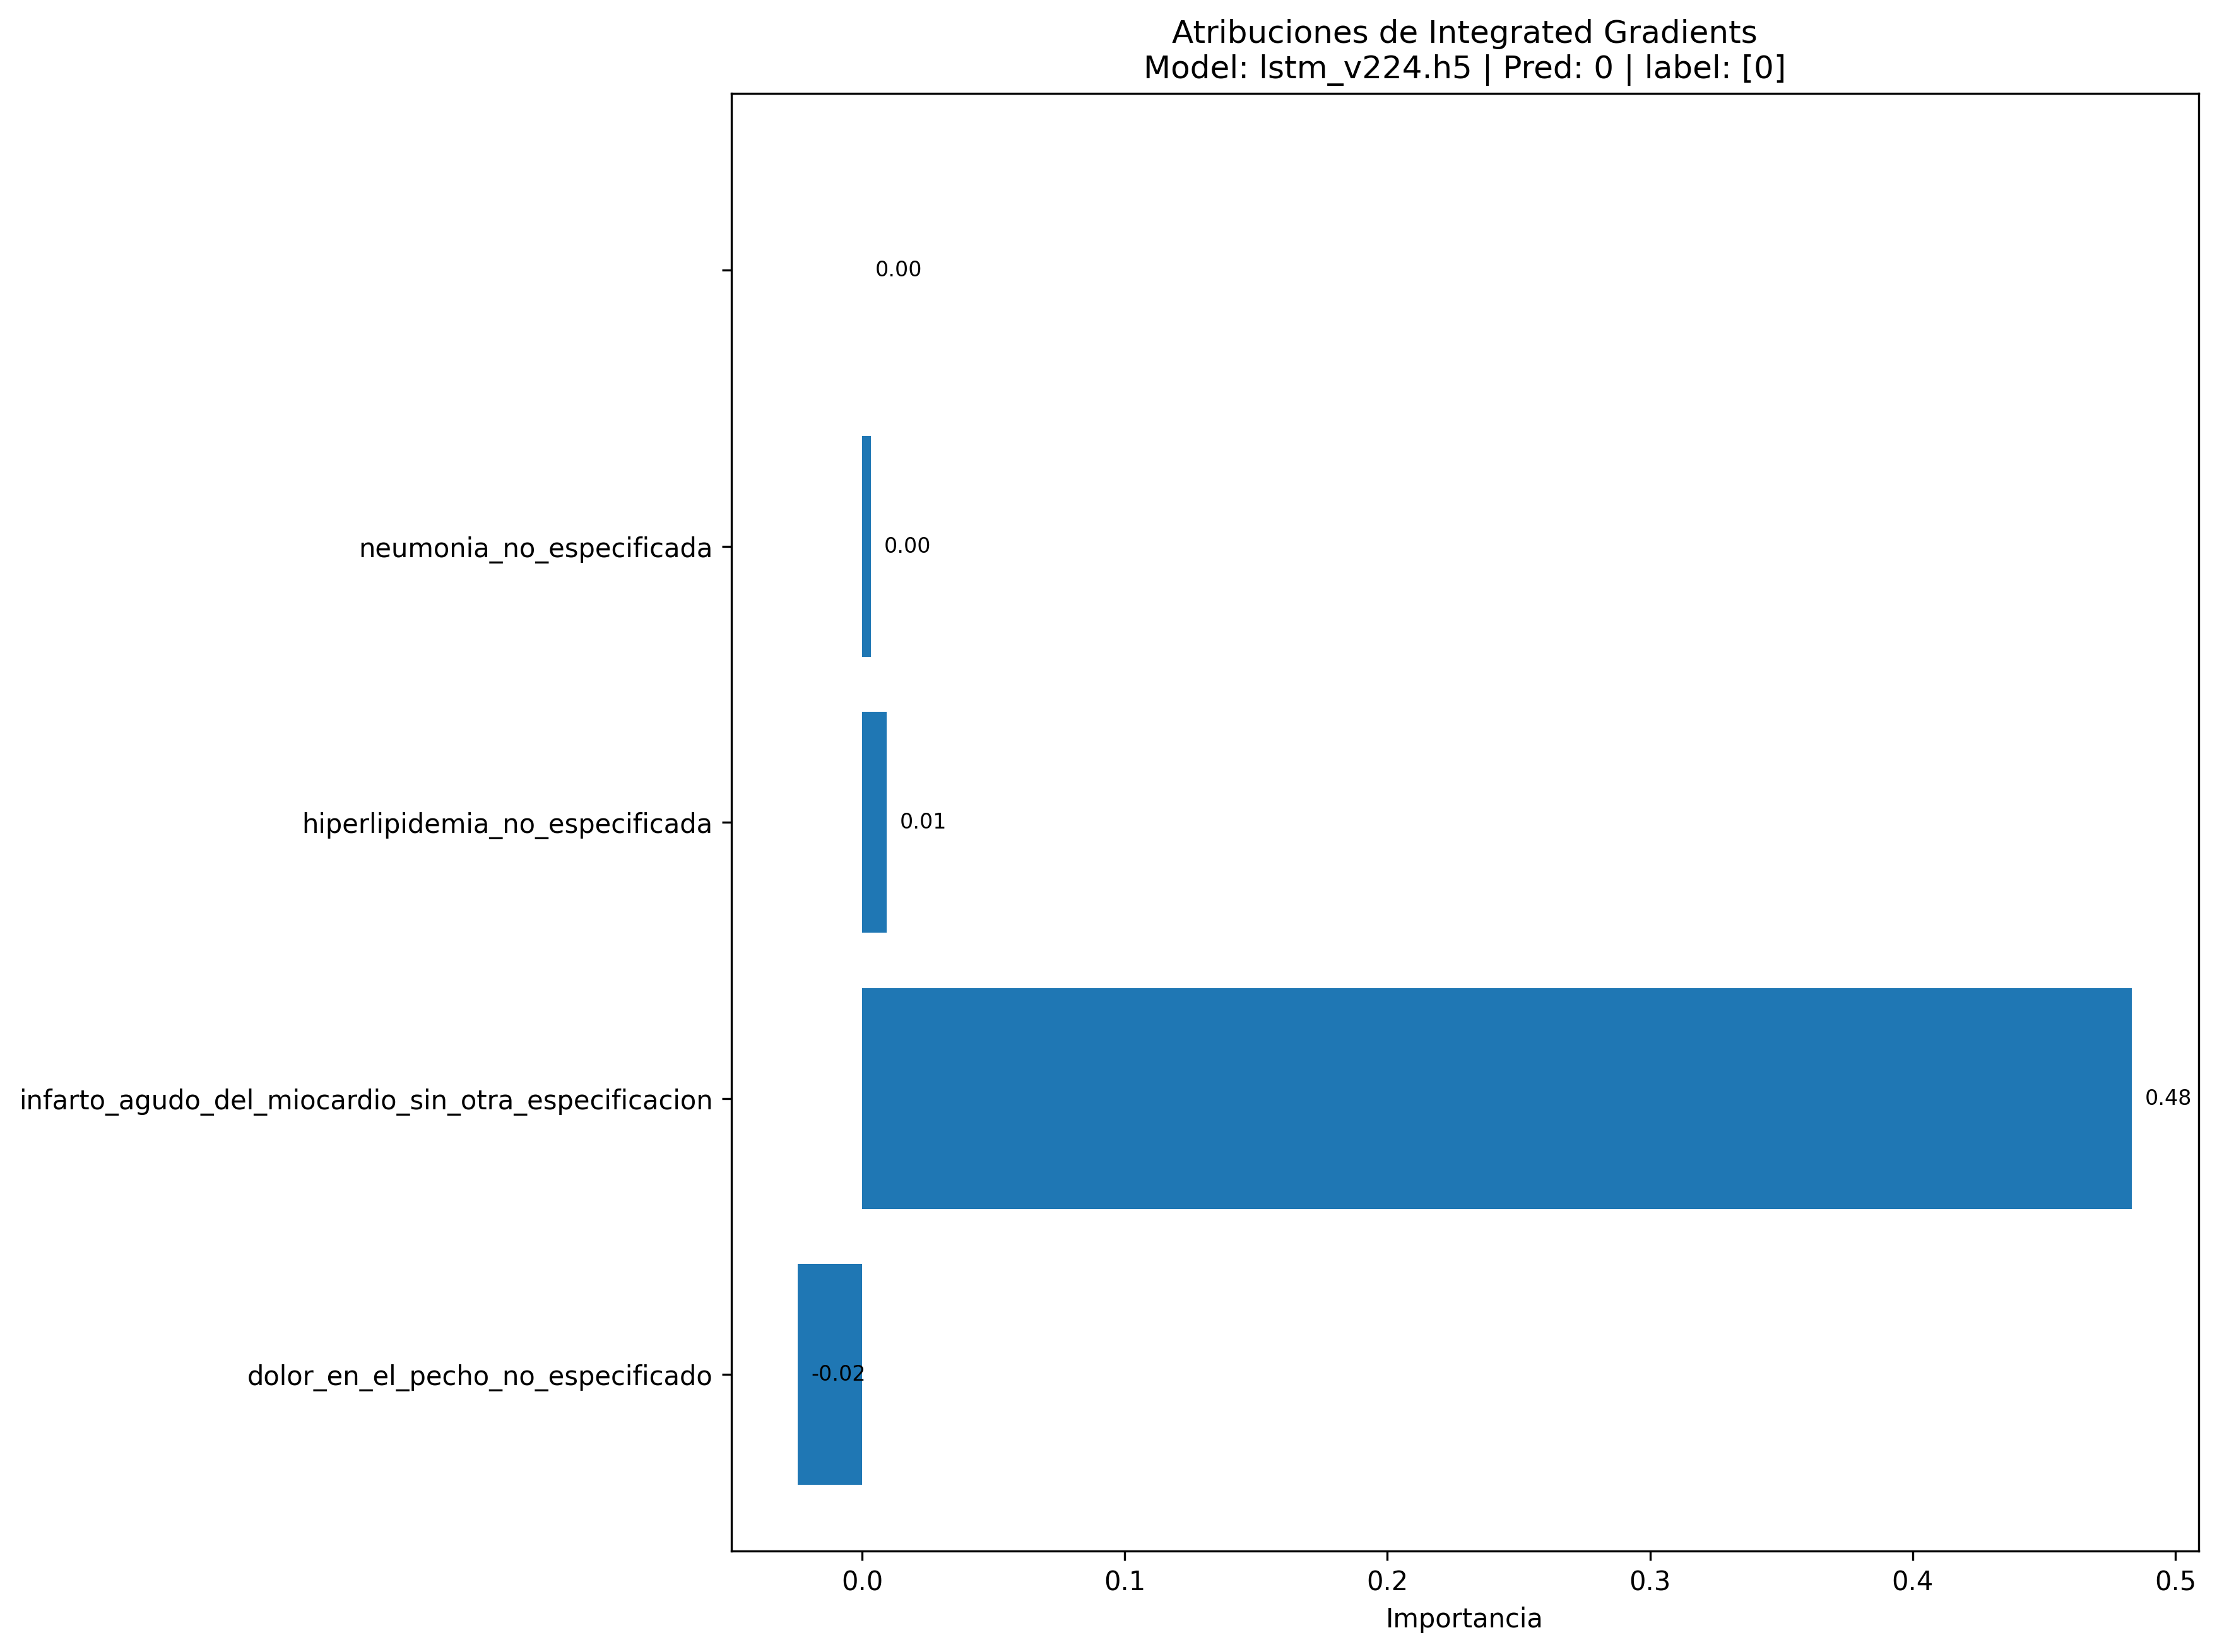 Atribuciones de Integrated Gradients
Model: lstm_v224.h5 | Pred: 0 | label: [0]
0.00
neumonia_no_especificada
0.00
hiperlipidemia_no_especificada
0.01
infarto_agudo_del_miocardio_sin_otra_especificacion
0.48
dolor_en_el_pecho_no_especificado
-0.02
0.0 0.1 0.2 0.3 0.4 0.5
Importancia